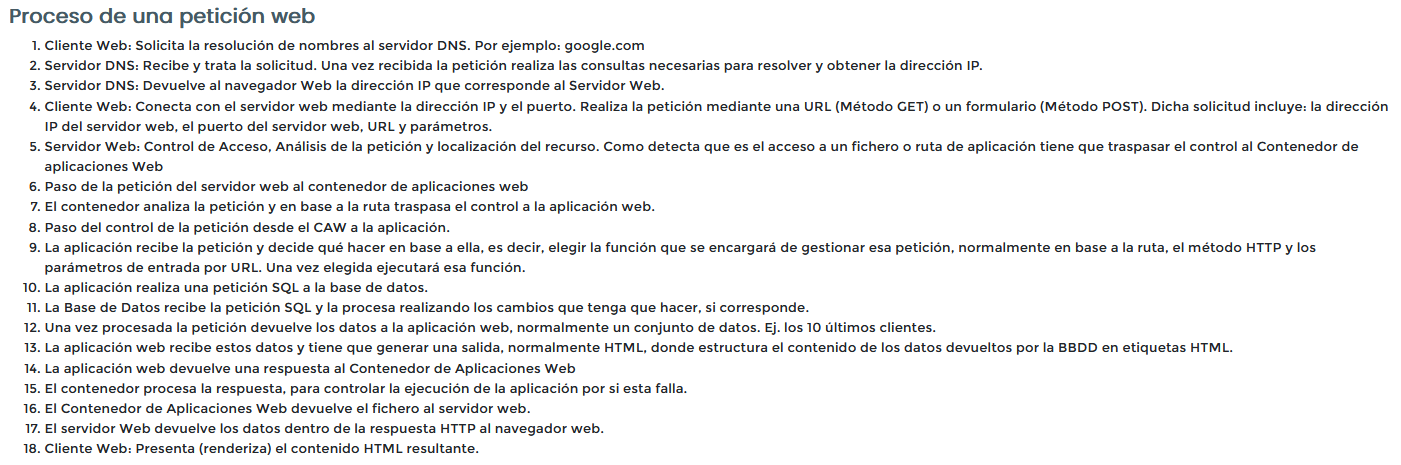 Proceso de una petición web
1. Cliente Web: Solicita la resolución de nombres al servidor DNS. Por ejemplo: google.com
2. Servidor DNS: Recibe y trata la solicitud. Una vez recibida la petición realiza las consultas necesarias para resolver y obtener la dirección IP.
3. Servidor DNS: Devuelve al navegador Web la dirección IP que corresponde al Servidor Web.
4. Cliente Web: Conecta con el servidor web mediante la dirección IP y el puerto. Realiza la petición mediante una URL (Método GET) o un formulario (Método POST). Dicha solicitud incluye: la dirección
IP del servidor web, el puerto del servidor web, URL y parámetros.
5. Servidor Web: Control de Acceso, Análisis de la petición y localización del recurso. Como detecta que es el acceso a un fichero o ruta de aplicación tiene que traspasar el control al Contenedor de
aplicaciones Web
6. Paso de la petición del servidor web al contenedor de aplicaciones web
7. El contenedor analiza la petición y en base a la ruta traspasa el control a la aplicación web.
8. Paso del control de la petición desde el CAW a la aplicación.
9. La aplicación recibe la petición y decide qué hacer en base a ella, es decir, elegir la función que se encargará de gestionar esa petición, normalmente en base a la ruta, el método HTTP y los
parámetros de entrada por URL. Una vez elegida ejecutará esa función.
10. La aplicación realiza una petición SQL a la base de datos.
11. La Base de Datos recibe la petición SQL y la procesa realizando los cambios que tenga que hacer, si corresponde.
12. Una vez procesada la petición devuelve los datos a la aplicación web, normalmente un conjunto de datos. Ej. los 10 últimos clientes.
13. La aplicación web recibe estos datos y tiene que generar una salida, normalmente HTML, donde estructura el contenido de los datos devueltos por la BBDD en etiquetas HTML.
14. La aplicación web devuelve una respuesta al Contenedor de Aplicaciones Web
15. El contenedor procesa la respuesta, para controlar la ejecución de la aplicación por si esta falla.
16. El Contenedor de Aplicaciones Web devuelve el fichero al servidor web.
17. El servidor Web devuelve los datos dentro de la respuesta HTTP al navegador web.
18. Cliente Web: Presenta (renderiza) el contenido HTML resultante.